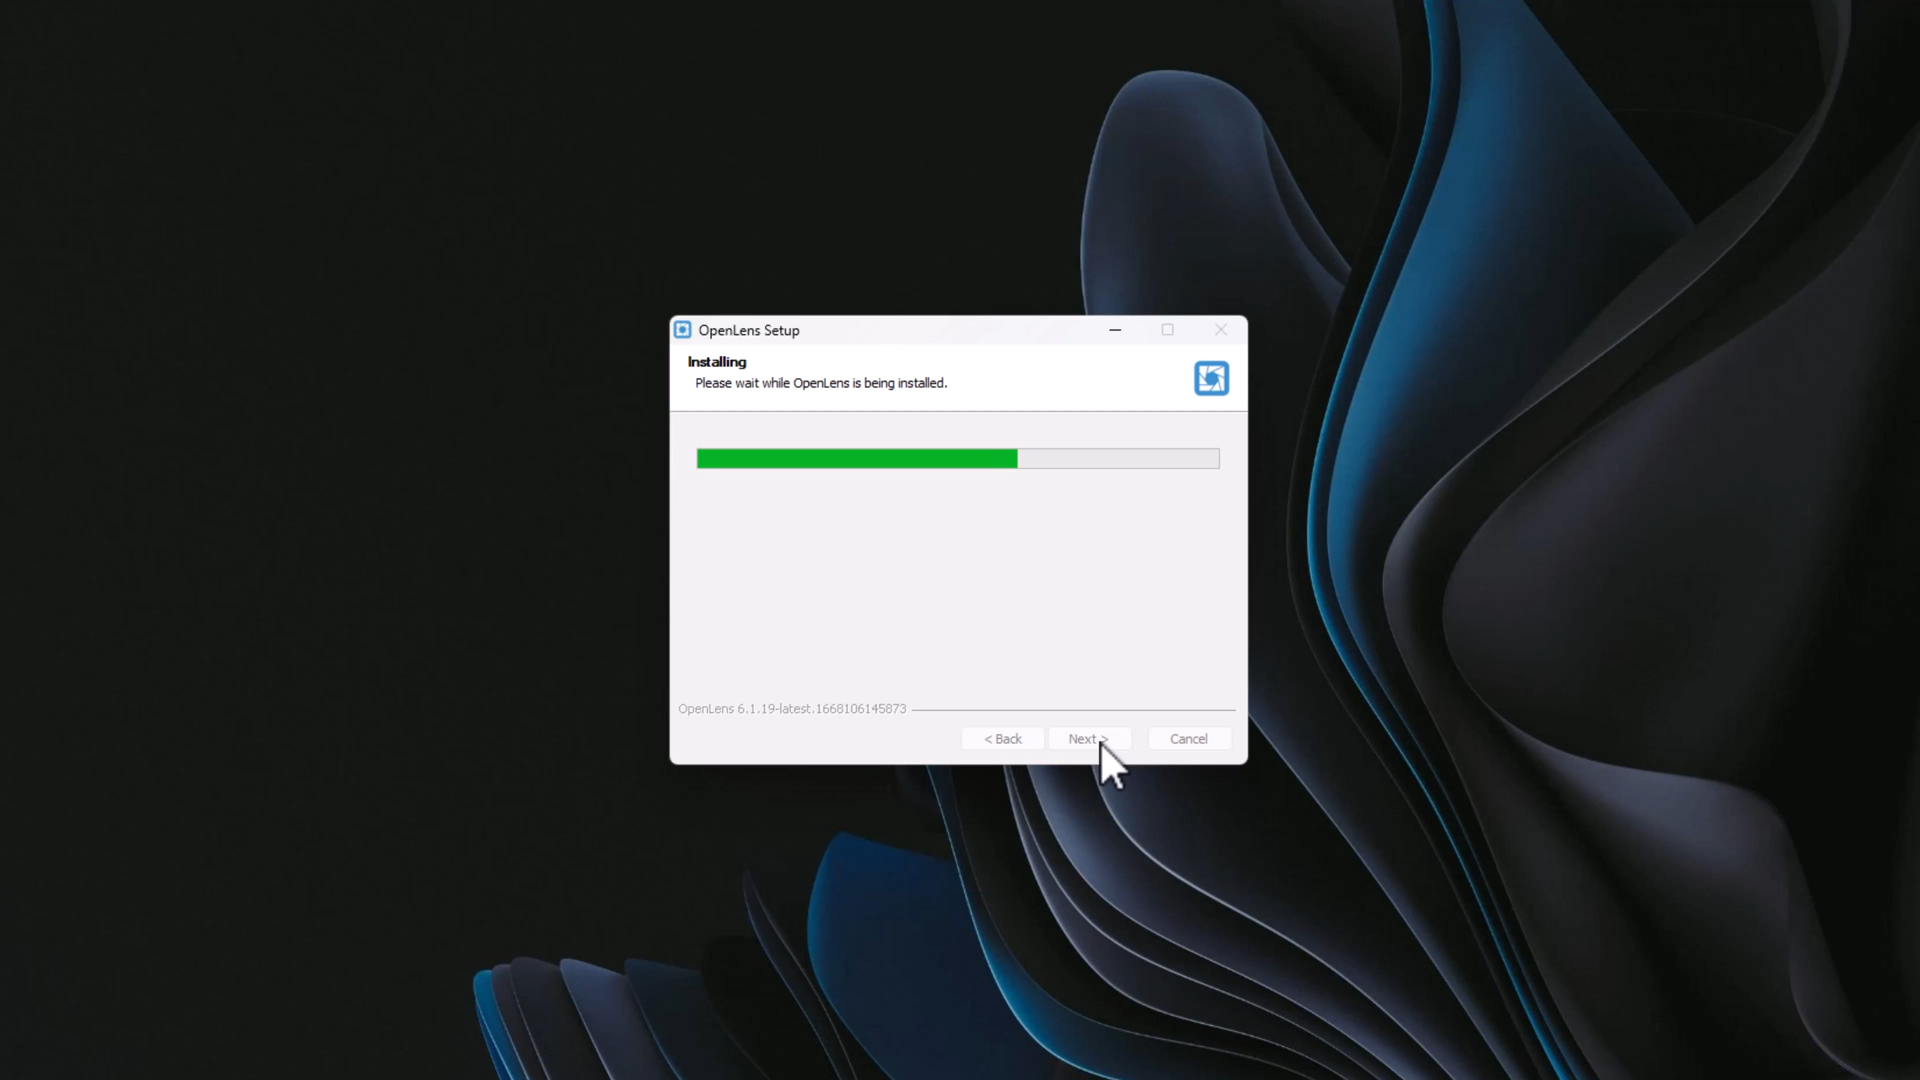 OpenLens Setup
Installing
Please wait while OpenLens is being installed.
OpenLens 6.1.19-latest.1668106145873
< Back
Next >
Cancel